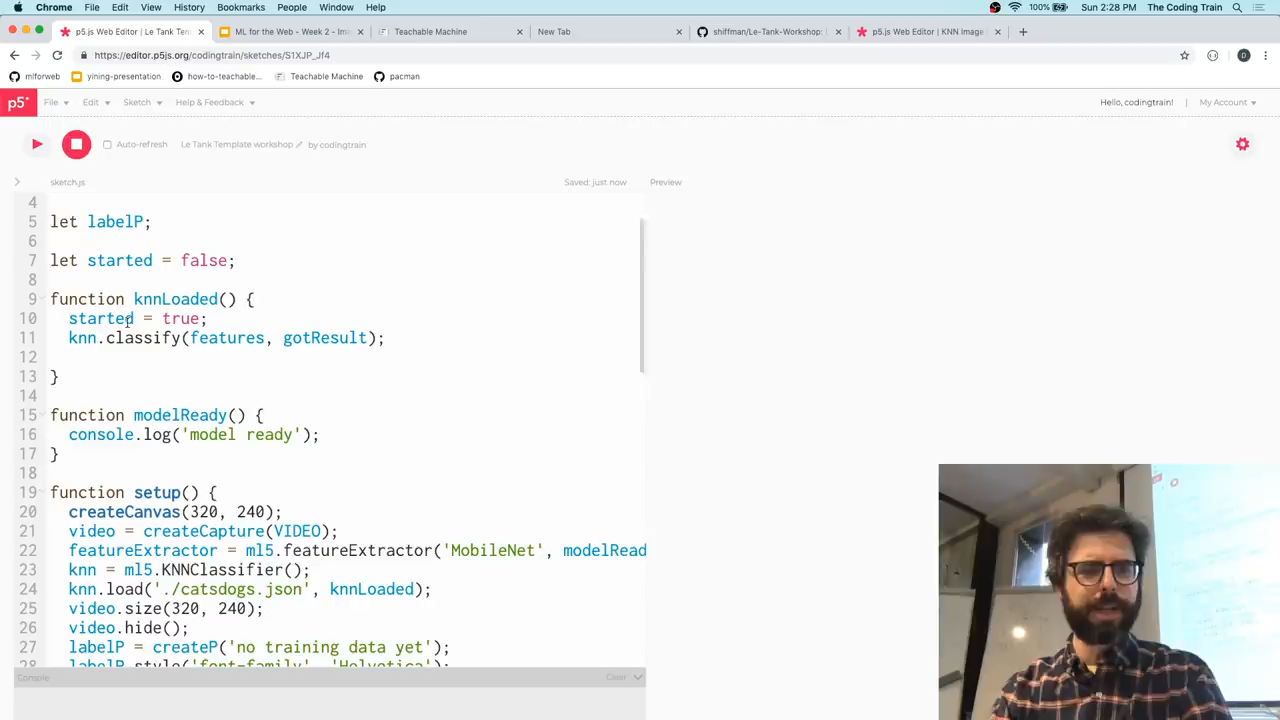 Chrome File Edit View History Bookmarks People Window Help 100% Sun 2:28 PM The Coding Train
p5.js Web Editor | Le Tank Tem ML for the Web - Week 2 - Ima Teachable Machine New Tab shiffman/Le-Tank-Workshop: p5.js Web Editor | KNN Image
https://editor.p5js.org/codingtrain/sketches/S1XJP_Jf4
mlforweb yining-presentation how-to-teachable... Teachable Machine pacman
p5* File Edit Sketch Help & Feedback Hello, codingtrain! | My Account
Auto-refresh Le Tank Template workshop by codingtrain
sketch.js Saved: just now Preview
4
5 let labelP;
6
7 let started = false;
8
9 function knnLoaded() {
10 started = true;
11 knn.classify(features, gotResult);
12
13 }
14
15 function modelReady() {
16 console.log('model ready');
17 }
18
19 function setup() {
20 createCanvas(320, 240);
21 video = createCapture(VIDEO);
22 featureExtractor = ml5.featureExtractor('MobileNet', modelRead
23 knn = ml5.KNNClassifier();
24 knn.load('./catsdogs.json', knnLoaded);
25 video.size(320, 240);
26 video.hide();
27 labelP = createP('no training data yet');
28 labelP.style('font-family', 'Helvetica');
Console Clear